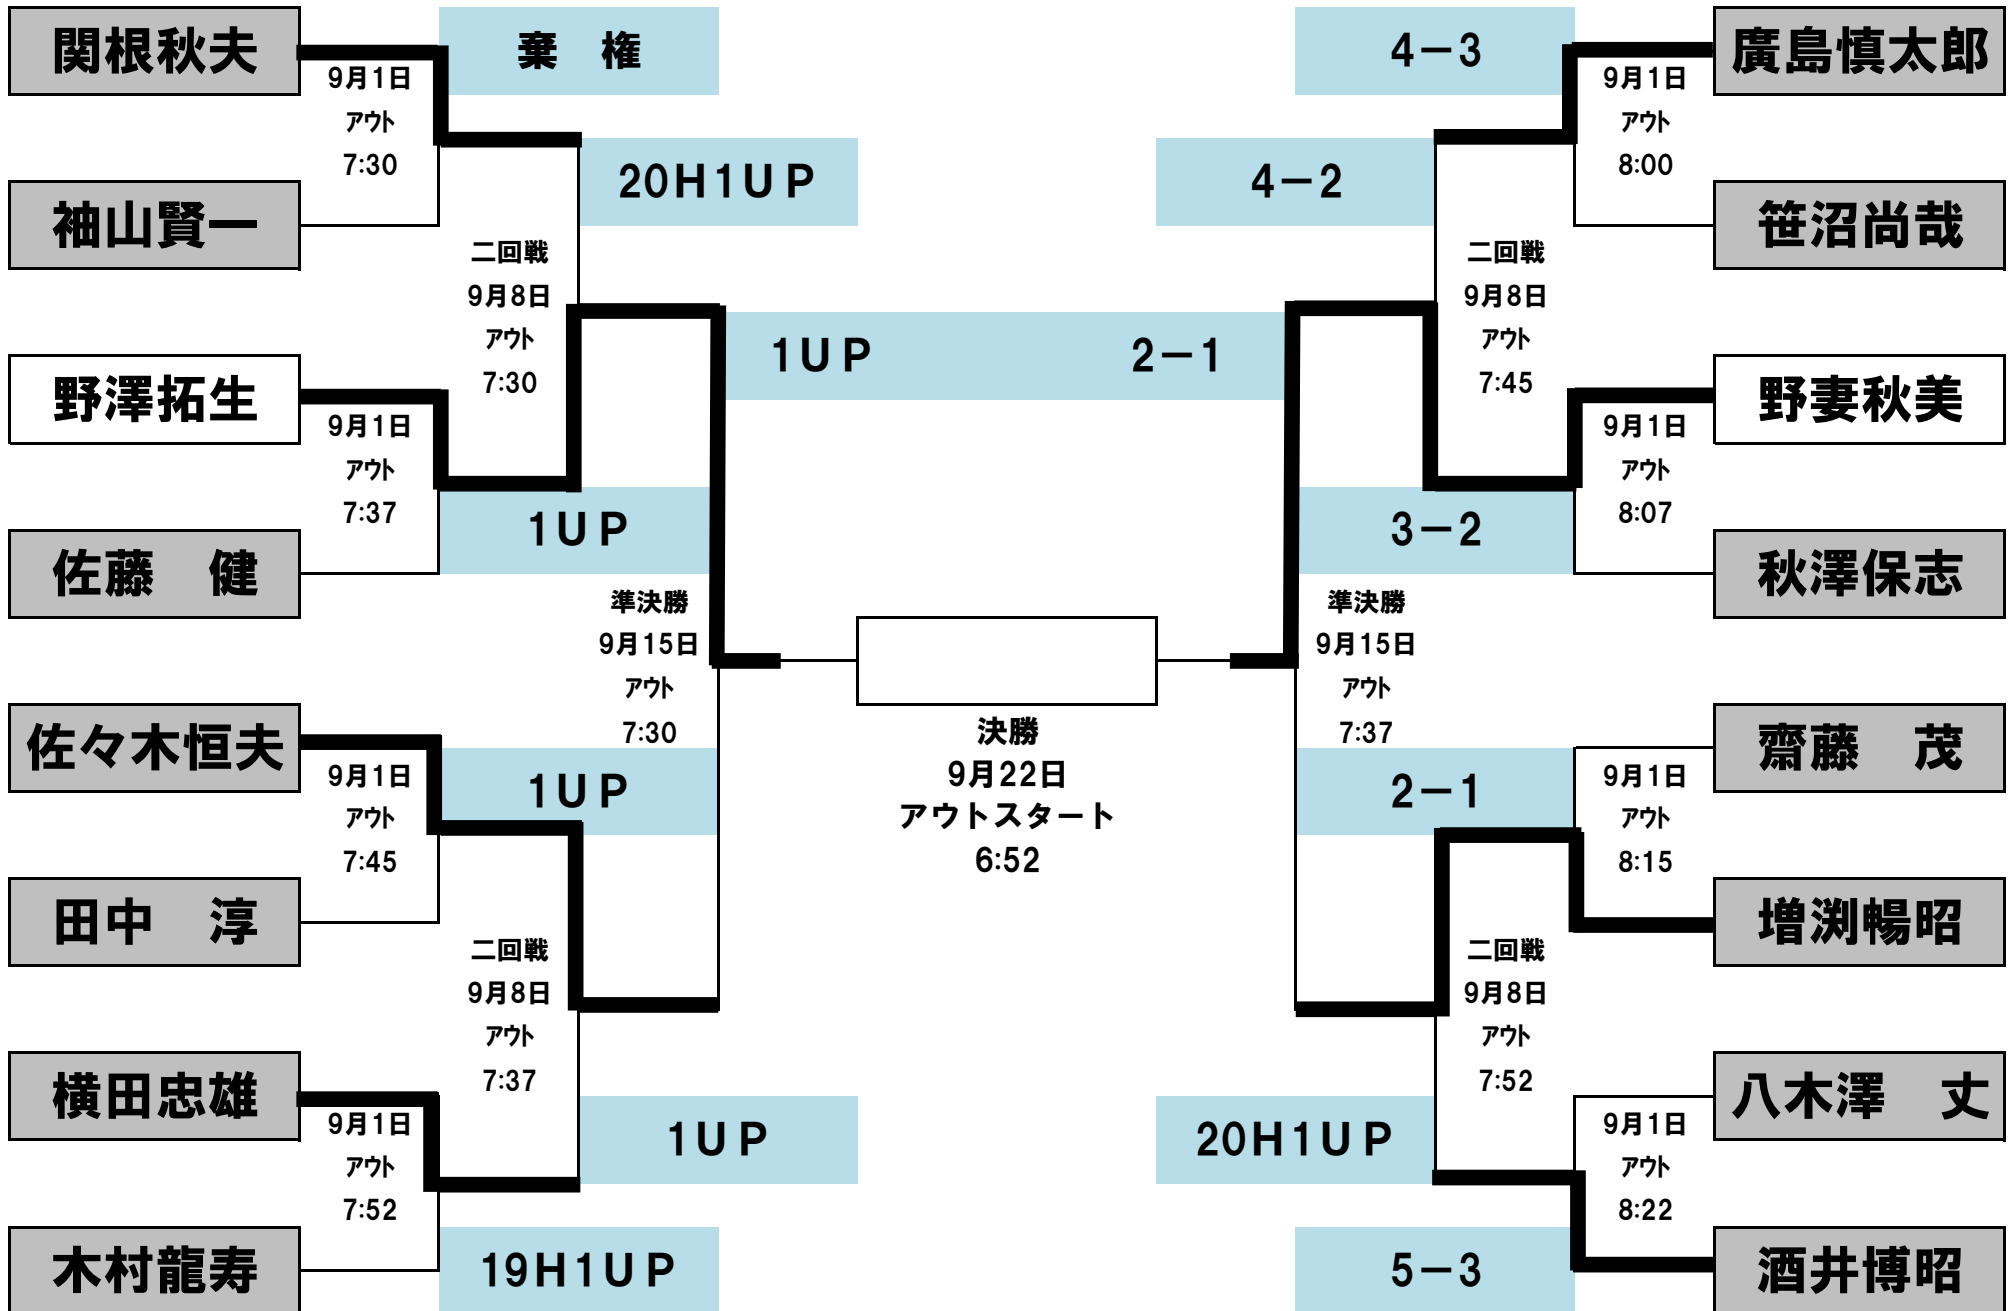 関根秋夫
棄　権
4－3
廣島慎太郎
9月1日
アウト
7:30
9月1日
アウト
8:00
20H1UP
4－2
袖山賢一
笹沼尚哉
二回戦
9月8日
アウト
7:30
二回戦
9月8日
アウト
7:45
1UP
2－1
野澤拓生
野妻秋美
9月1日
アウト
7:37
9月1日
アウト
8:07
1UP
3－2
佐藤　健
秋澤保志
準決勝
9月15日
アウト
7:30
準決勝
9月15日
アウト
7:37
決勝
9月22日
アウトスタート
6:52
佐々木恒夫
齋藤　茂
9月1日
アウト
7:45
1UP
2－1
9月1日
アウト
8:15
田中　淳
増渕暢昭
二回戦
9月8日
アウト
7:37
二回戦
9月8日
アウト
7:52
横田忠雄
八木澤　丈
9月1日
アウト
7:52
1UP
20H1UP
9月1日
アウト
8:22
木村龍寿
19H1UP
5－3
酒井博昭